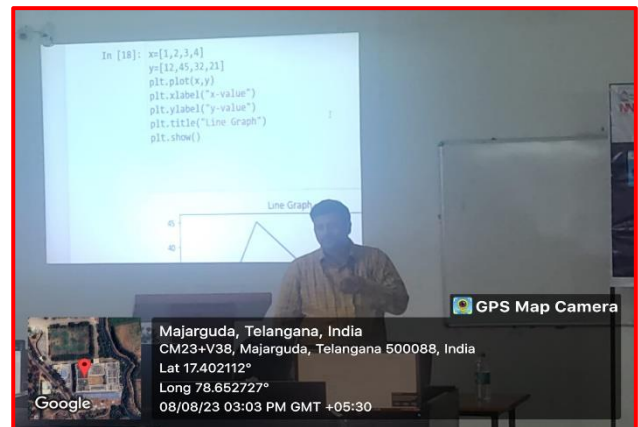 In [18]: x=[1,2,3,4]
y=[12,45,32,21]
plt.plot(x,y)
plt.xlabel("x-value")
plt.ylabel("y-value")
plt.title("Line Graph")
plt.show()
Line Graph
45
40
GPS Map Camera
Majarguda, Telangana, India
CM23+V38, Majarguda, Telangana 500088, India
Lat 17.402112°
Long 78.652727°
08/08/23 03:03 PM GMT +05:30
Google